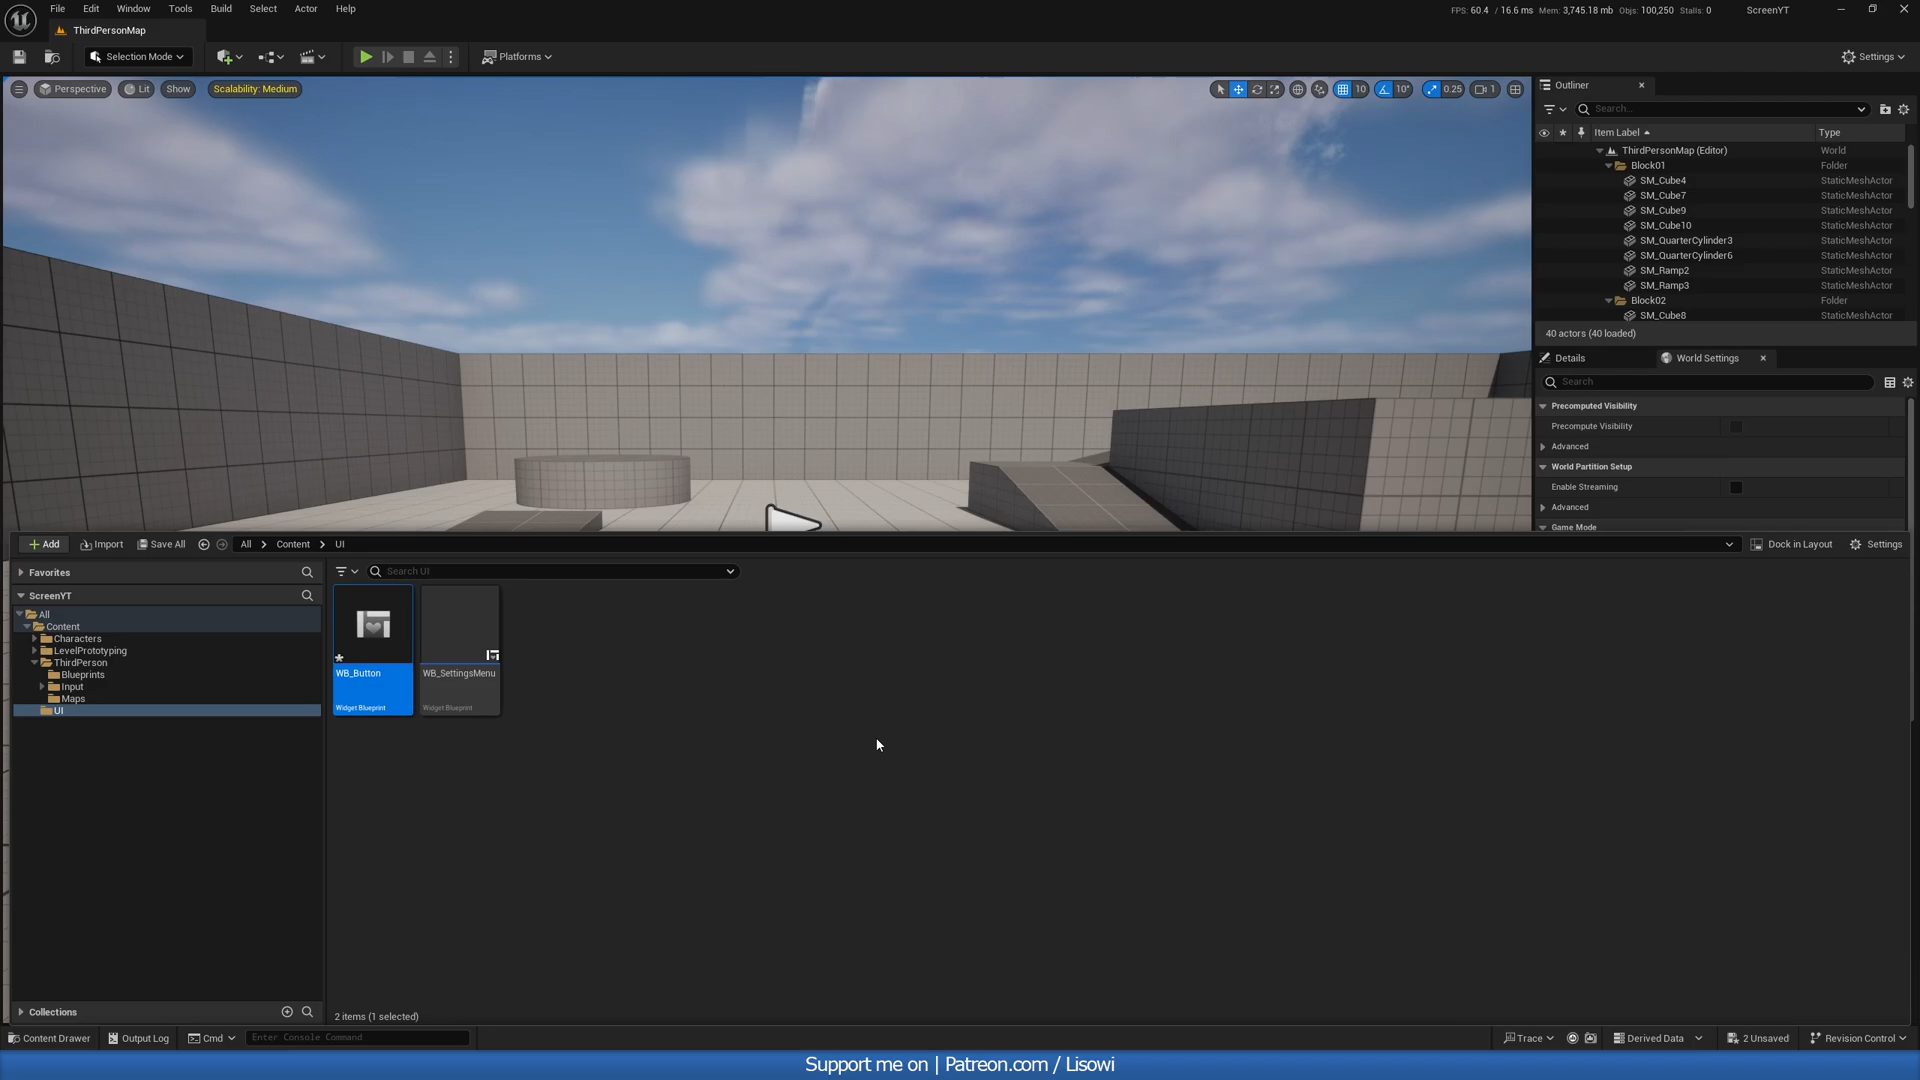 File Edit View Window Tools Build Select Actor Help
FPS: 60.4 / 16.6 ms Mem: 3,745.18 mb Objs: 100,250 Stalls: 0 ScreenYT
ThirdPersonMap
Selection Mode Platforms Settings
Perspective Lit Show Scalability: Medium 10 10° 0.25 1
Outliner
Search...
Item Label Type
ThirdPersonMap (Editor) World
Block01 Folder
SM_Cube4 StaticMeshActor
SM_Cube7 StaticMeshActor
SM_Cube9 StaticMeshActor
SM_Cube10 StaticMeshActor
SM_QuarterCylinder3 StaticMeshActor
SM_QuarterCylinder6 StaticMeshActor
SM_Ramp2 StaticMeshActor
SM_Ramp3 StaticMeshActor
Block02 Folder
SM_Cube8 StaticMeshActor
40 actors (40 loaded)
Details World Settings
Search
Precomputed Visibility
Precompute Visibility
Advanced
World Partition Setup
Enable Streaming
Advanced
Game Mode
Add Import Save All All Content UI Dock in Layout Settings
Favorites
ScreenYT
All
Content
Characters
LevelPrototyping
ThirdPerson
Blueprints
Input
Maps
UI
Collections
Search UI
WB_Button
Widget Blueprint
WB_SettingsMenu
Widget Blueprint
2 items (1 selected)
Content Drawer Output Log Cmd Enter Console Command Trace Derived Data 2 Unsaved Revision Control
Support me on | Patreon.com / Lisowi